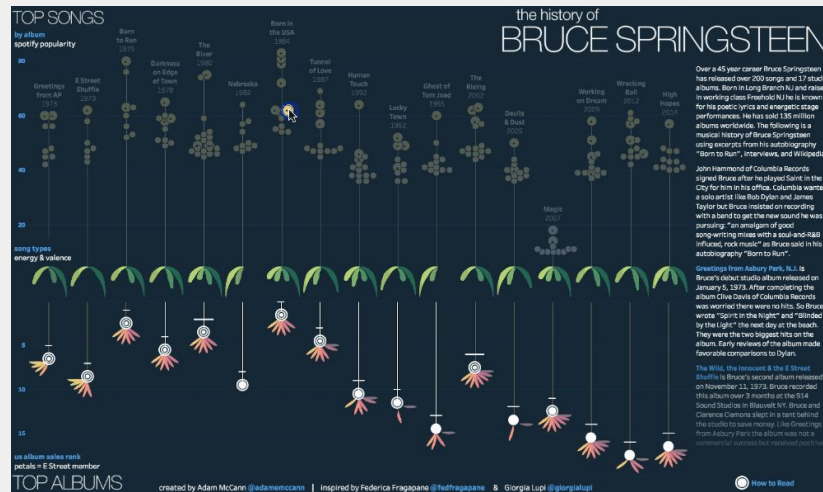 TOP SONGS
by album
spotify popularity
the history of
BRUCE SPRINGSTEEN
80
60
40
20
Greetings
from AP
1973
E Street
Shuffle
1973
Born
to Run
1975
Darkness
on Edge
of Town
1978
The
River
1980
Nebraska
1982
Born in
the USA
1984
Tunnel
of Love
1987
Human
Touch
1992
Lucky
Town
1992
Ghost of
Tom Joad
1995
The
Rising
2002
Devils
& Dust
2005
Magic
2007
Working
on Dream
2009
Wrecking
Ball
2012
High
Hopes
2014
Over a 45 year career Bruce Springsteen
has released over 200 songs and 17 studi
albums. Born in Long Branch NJ and raise
in working class Freehold NJ he is known
for his poetic lyrics and energetic stage
performances. He has sold 135 million
albums worldwide. The following is a
musical history of Bruce Springsteen
using excerpts from his autobiography
"Born to Run", interviews, and Wikipedia
John Hammond of Columbia Records
signed Bruce after he played Saint in the
City for him in his office. Columbia wante
a solo artist like Bob Dylan and James
Taylor but Bruce insisted on recording
with a band to get the new sound he was
pursuing: "an amalgam of good
song-writing mixes with a soul-and-R&B
influced, rock music" as Bruce said in his
autobiography "Born to Run".
Greetings from Asbury Park, N.J. is
Bruce's debut studio album released on
January 5, 1973. After completing the
album Clive Davis of Columbia Records
was worried there were no hits. So Bruce
wrote "Spirit in the Night" and "Blinded
by the Light" the next day at the beach.
They were the two biggest hits on the
album. Early reviews of the album made
favorable comparisons to Dylan.
The Wild, the Innocent & the E Street
Shuffle is Bruce's second album released
on November 11, 1973. Bruce recorded
this album over 3 months at the 914
Sound Studios in Blauvelt NY. Bruce and
Clarence Clemons slept in a tent behind
the studio to save money. Like Greetings
from Asbury Park the album was not a
commercial success but received positive
song types
energy & valence
5
10
15
us album sales rank
petals = E Street member
TOP ALBUMS
created by Adam McCann @adamemccann | inspired by Federica Fragapane @fedfragapane & Giorgia Lupi @giorgialupi
How to Read